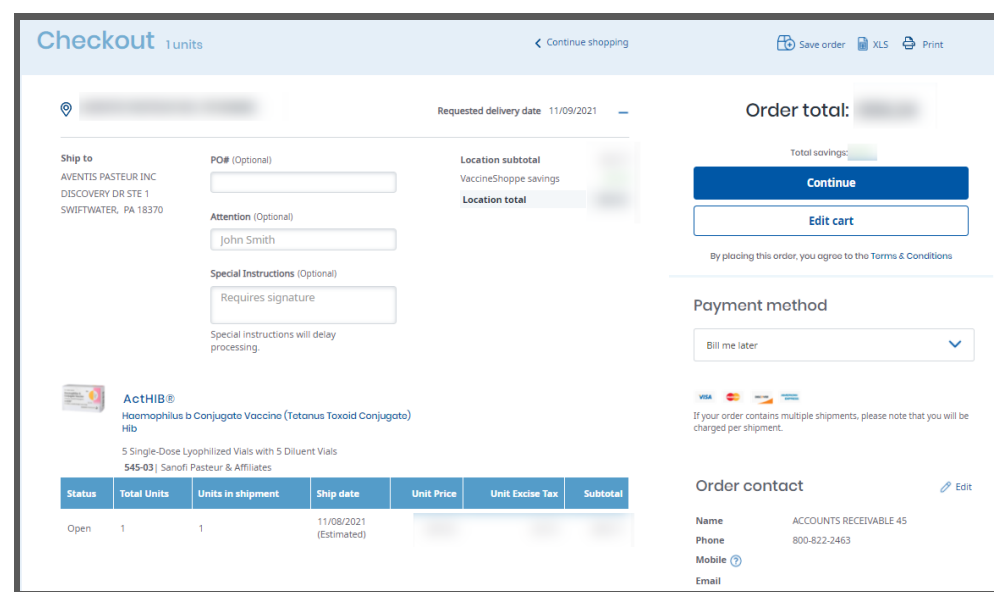 Checkout 1 units
Continue shopping
Save order XLS Print
Requested delivery date 11/09/2021
Ship to
AVENTIS PASTEUR INC
DISCOVERY DR STE 1
SWIFTWATER, PA 18370
PO# (Optional)
Attention (Optional)
John Smith
Special Instructions (Optional)
Requires signature
Special instructions will delay
processing.
Location subtotal
VaccineShoppe savings
Location total
ActHIB®
Haemophilus b Conjugate Vaccine (Tetanus Toxoid Conjugate)
Hib
5 Single-Dose Lyophilized Vials with 5 Diluent Vials
545-03 | Sanofi Pasteur & Affiliates
Status Total Units Units in shipment Ship date Unit Price Unit Excise Tax Subtotal
Open 1 1 11/08/2021
(Estimated)
Order total:
Total savings:
Continue
Edit cart
By placing this order, you agree to the Terms & Conditions
Payment method
Bill me later
VISA
If your order contains multiple shipments, please note that you will be
charged per shipment.
Order contact Edit
Name ACCOUNTS RECEIVABLE 45
Phone 800-822-2463
Mobile ?
Email